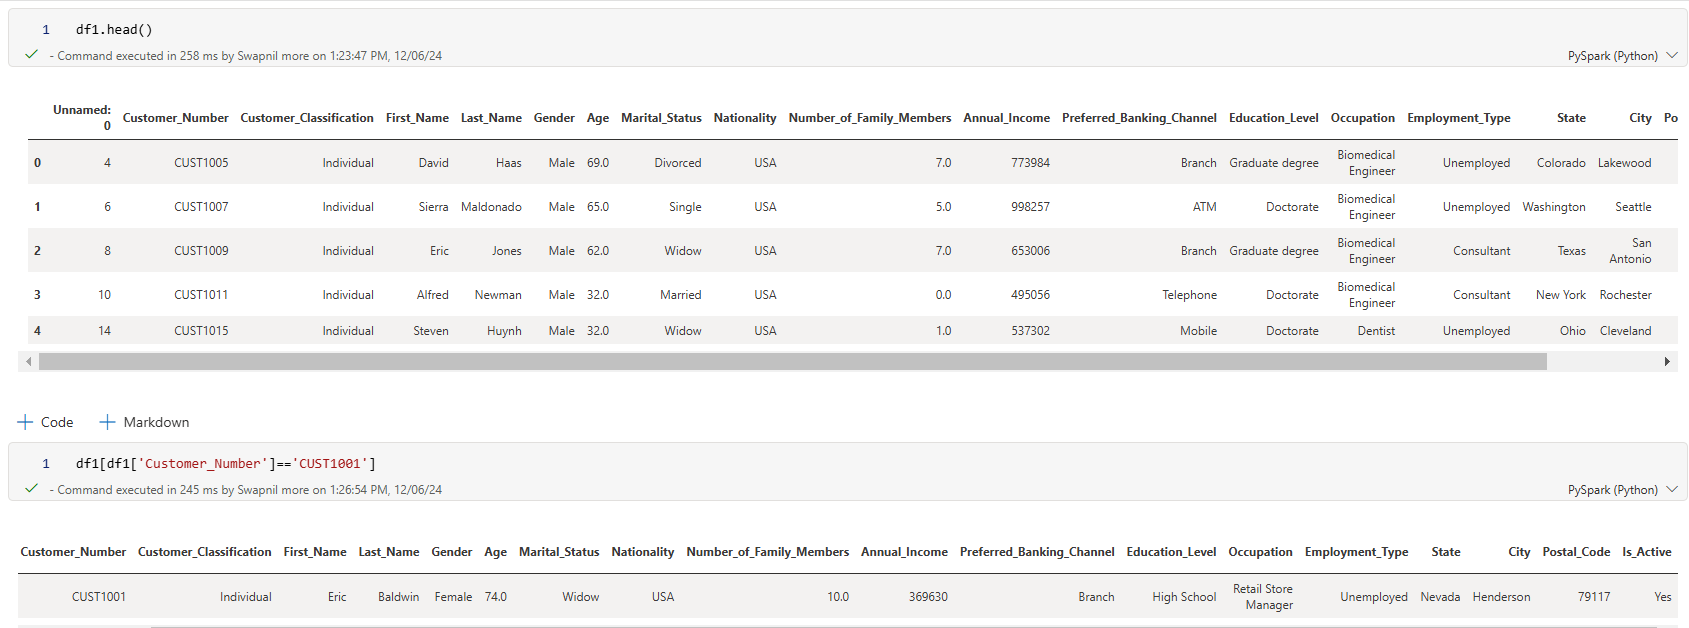 1 df1.head()
- Command executed in 258 ms by Swapnil more on 1:23:47 PM, 12/06/24 PySpark (Python)
Unnamed: 0 Customer_Number Customer_Classification First_Name Last_Name Gender Age Marital_Status Nationality Number_of_Family_Members Annual_Income Preferred_Banking_Channel Education_Level Occupation Employment_Type State City Po
0 4 CUST1005 Individual David Haas Male 69.0 Divorced USA 7.0 773984 Branch Graduate degree Biomedical Engineer Unemployed Colorado Lakewood
1 6 CUST1007 Individual Sierra Maldonado Male 65.0 Single USA 5.0 998257 ATM Doctorate Biomedical Engineer Unemployed Washington Seattle
2 8 CUST1009 Individual Eric Jones Male 62.0 Widow USA 7.0 653006 Branch Graduate degree Biomedical Engineer Consultant Texas San Antonio
3 10 CUST1011 Individual Alfred Newman Male 32.0 Married USA 0.0 495056 Telephone Doctorate Biomedical Engineer Consultant New York Rochester
4 14 CUST1015 Individual Steven Huynh Male 32.0 Widow USA 1.0 537302 Mobile Doctorate Dentist Unemployed Ohio Cleveland
+ Code + Markdown
1 df1[df1['Customer_Number']=='CUST1001']
- Command executed in 245 ms by Swapnil more on 1:26:54 PM, 12/06/24 PySpark (Python)
Customer_Number Customer_Classification First_Name Last_Name Gender Age Marital_Status Nationality Number_of_Family_Members Annual_Income Preferred_Banking_Channel Education_Level Occupation Employment_Type State City Postal_Code Is_Active
CUST1001 Individual Eric Baldwin Female 74.0 Widow USA 10.0 369630 Branch High School Retail Store Manager Unemployed Nevada Henderson 79117 Yes